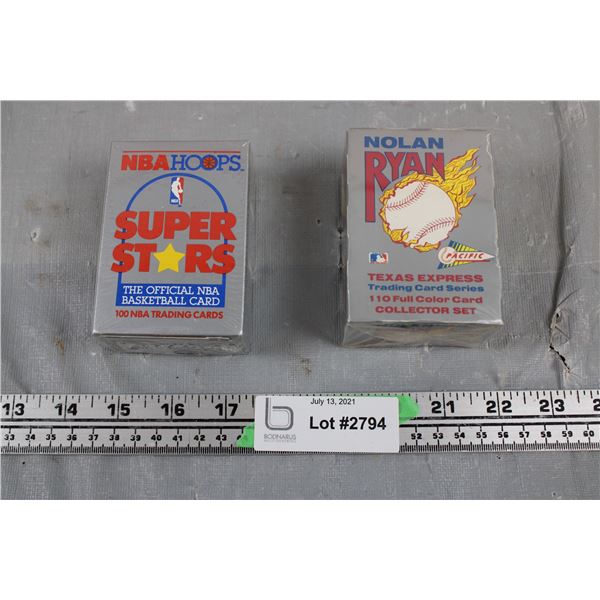 NBA HOOPS
NBA
SUPER
STARS
THE OFFICIAL NBA
BASKETBALL CARD
100 NBA TRADING CARDS
NOLAN
RYAN
PACIFIC
TEXAS EXPRESS
Trading Card Series
110 Full Color Card
COLLECTOR SET
13 14 15 16 17 21 22 23
33 34 35 36 37 38 39 40 41 42 43 52 53 54 55 56 57 58 59 60
July 13, 2021
BODNARUS
Lot #2794